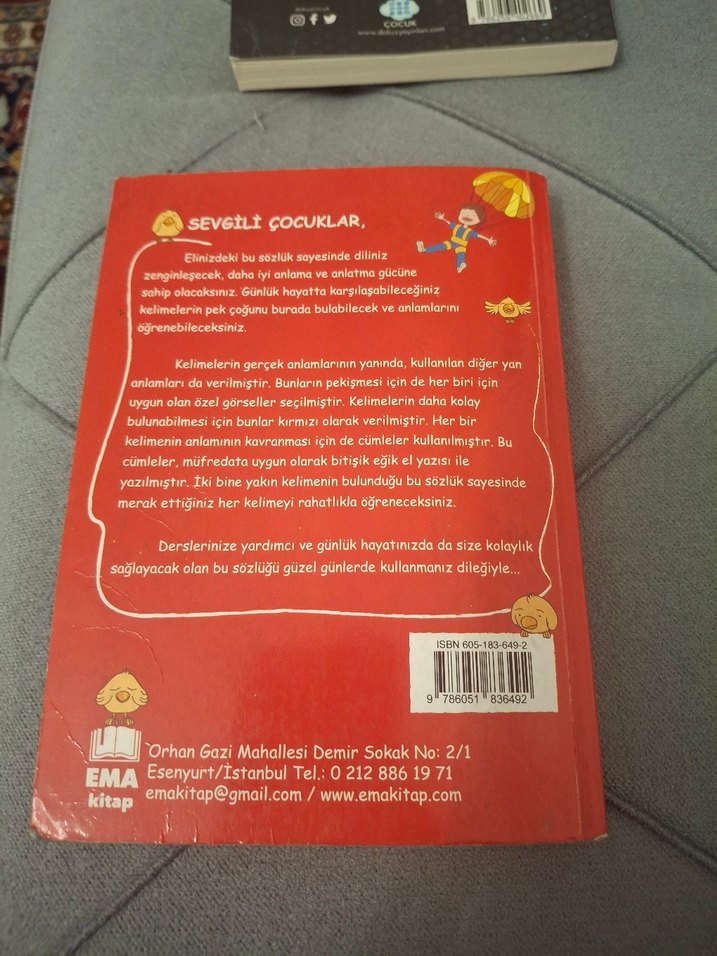 ÇOCUK
www.dokuzyayinlari.com
SEVGİLİ ÇOCUKLAR,
Elinizdeki bu sözlük sayesinde diliniz
zenginleşecek, daha iyi anlama ve anlatma gücüne
sahip olacaksınız. Günlük hayatta karşılaşabileceğiniz
kelimelerin pek çoğunu burada bulabilecek ve anlamlarını
öğrenebileceksiniz.
Kelimelerin gerçek anlamlarının yanında, kullanılan diğer yan
anlamları da verilmiştir. Bunların pekişmesi için de her biri için
uygun olan özel görseller seçilmiştir. Kelimelerin daha kolay
bulunabilmesi için bunlar kırmızı olarak verilmiştir. Her bir
kelimenin anlamının kavranması için de cümleler kullanılmıştır. Bu
cümleler, müfredata uygun olarak bitişik eğik el yazısı ile
yazılmıştır. İki bine yakın kelimenin bulunduğu bu sözlük sayesinde
merak ettiğiniz her kelimeyi rahatlıkla öğreneceksiniz.
Derslerinize yardımcı ve günlük hayatınızda da size kolaylık
sağlayacak olan bu sözlüğü güzel günlerde kullanmanız dileğiyle...
ISBN 605-183-649-2
9 786051 836492
EMA
kitap
Orhan Gazi Mahallesi Demir Sokak No: 2/1
Esenyurt/İstanbul Tel.: 0 212 886 19 71
emakitap@gmail.com / www.emakitap.com